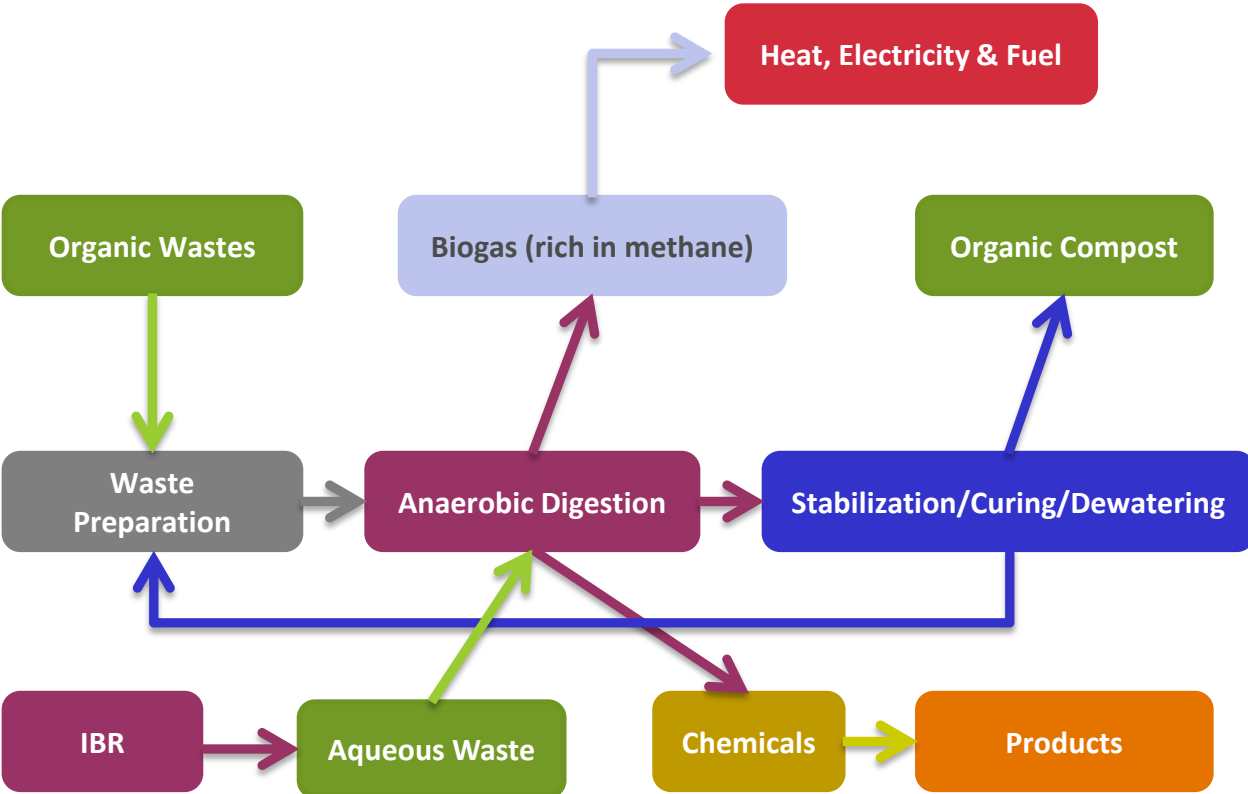 Heat, Electricity & Fuel
Organic Wastes
Biogas (rich in methane)
Organic Compost
Waste
Preparation
Anaerobic Digestion
Stabilization/Curing/Dewatering
IBR
Aqueous Waste
Chemicals
Products